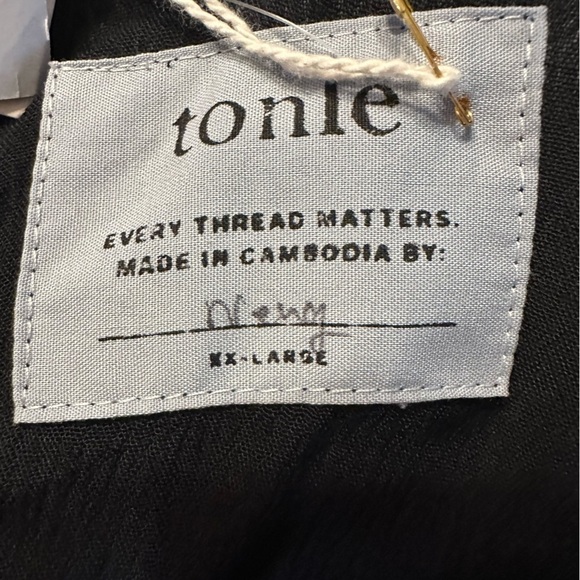 tonle
EVERY THREAD MATTERS.
MADE IN CAMBODIA BY:
XX-LARGE